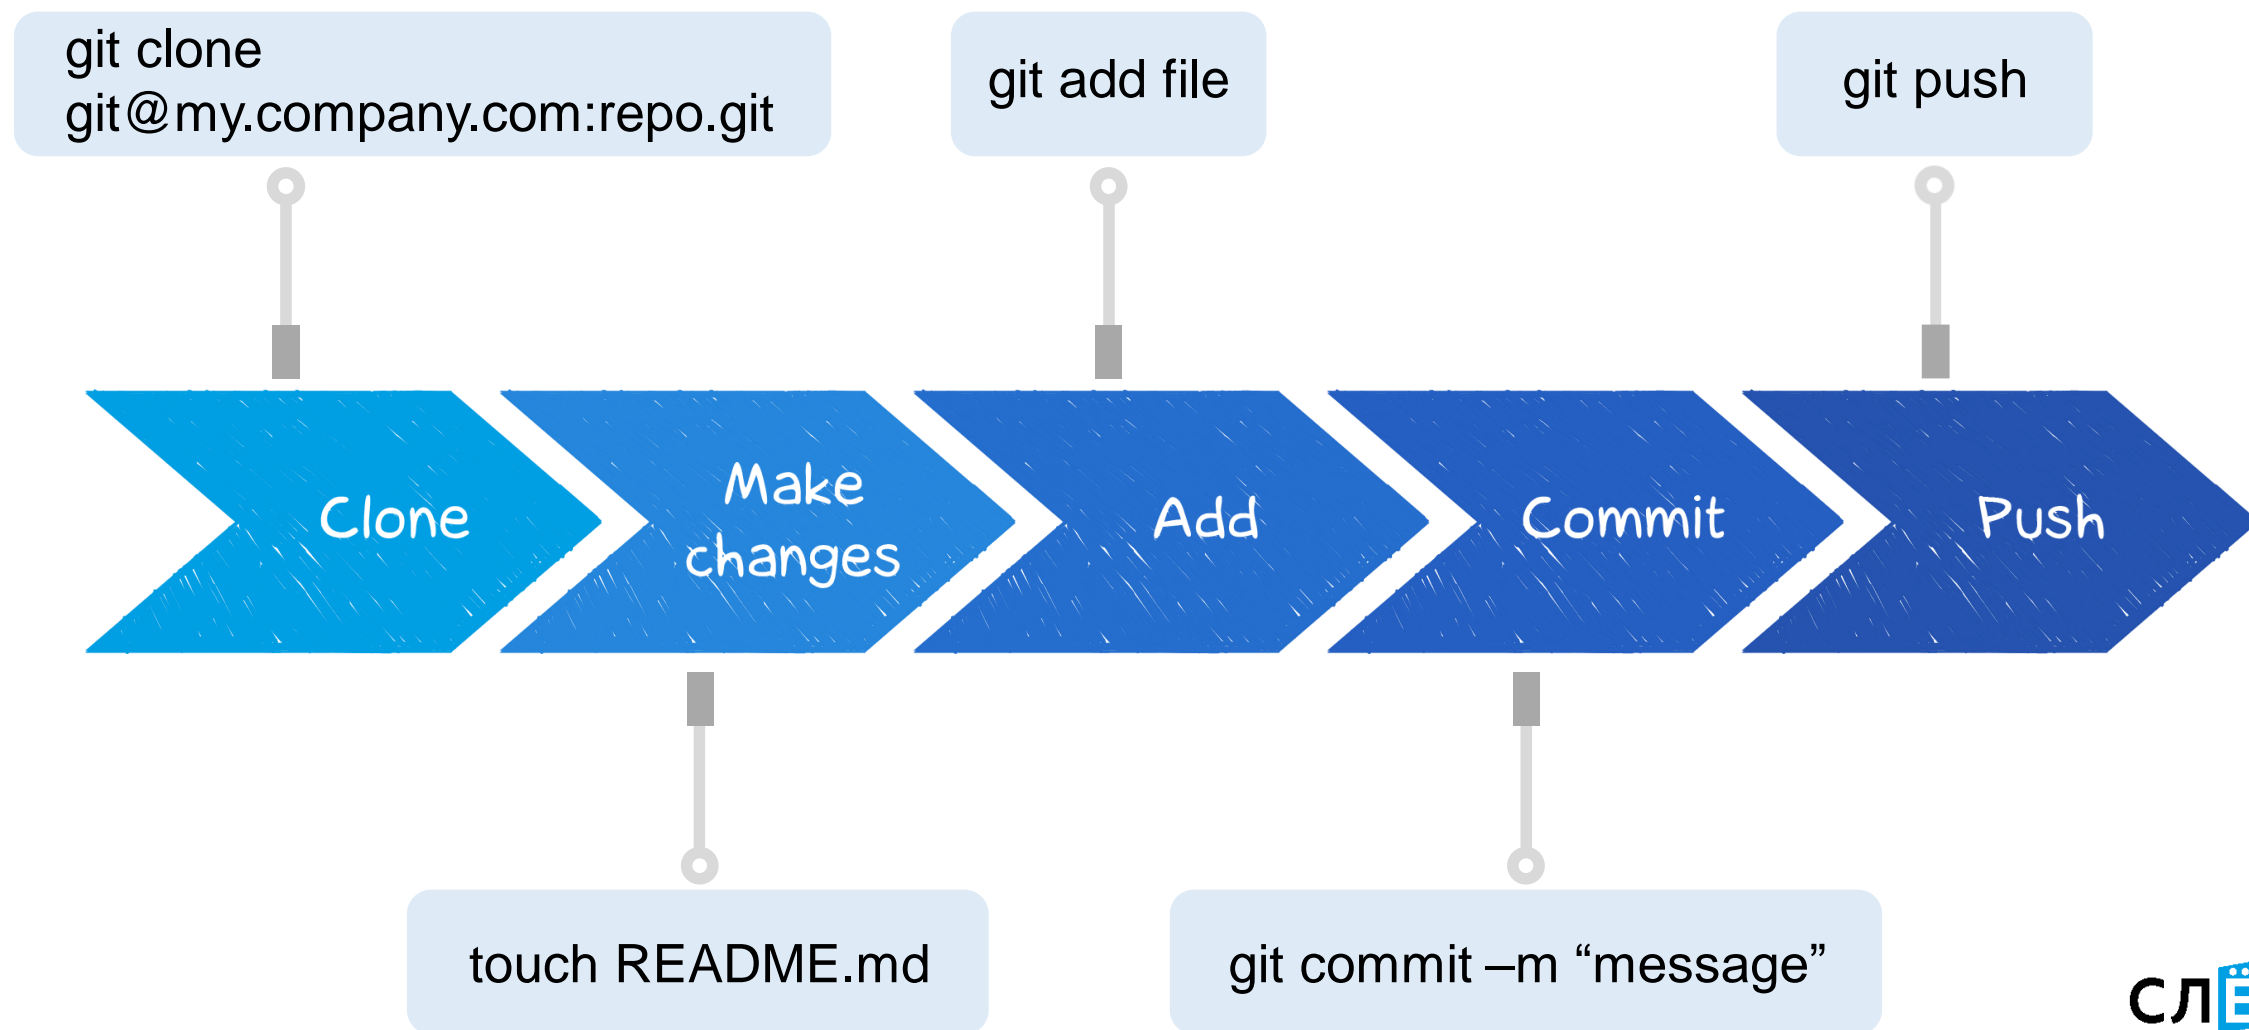 git clone
git@my.company.com:repo.git
git add file
git push
Clone
Make
changes
Add
Commit
Push
touch README.md
git commit –m “message”